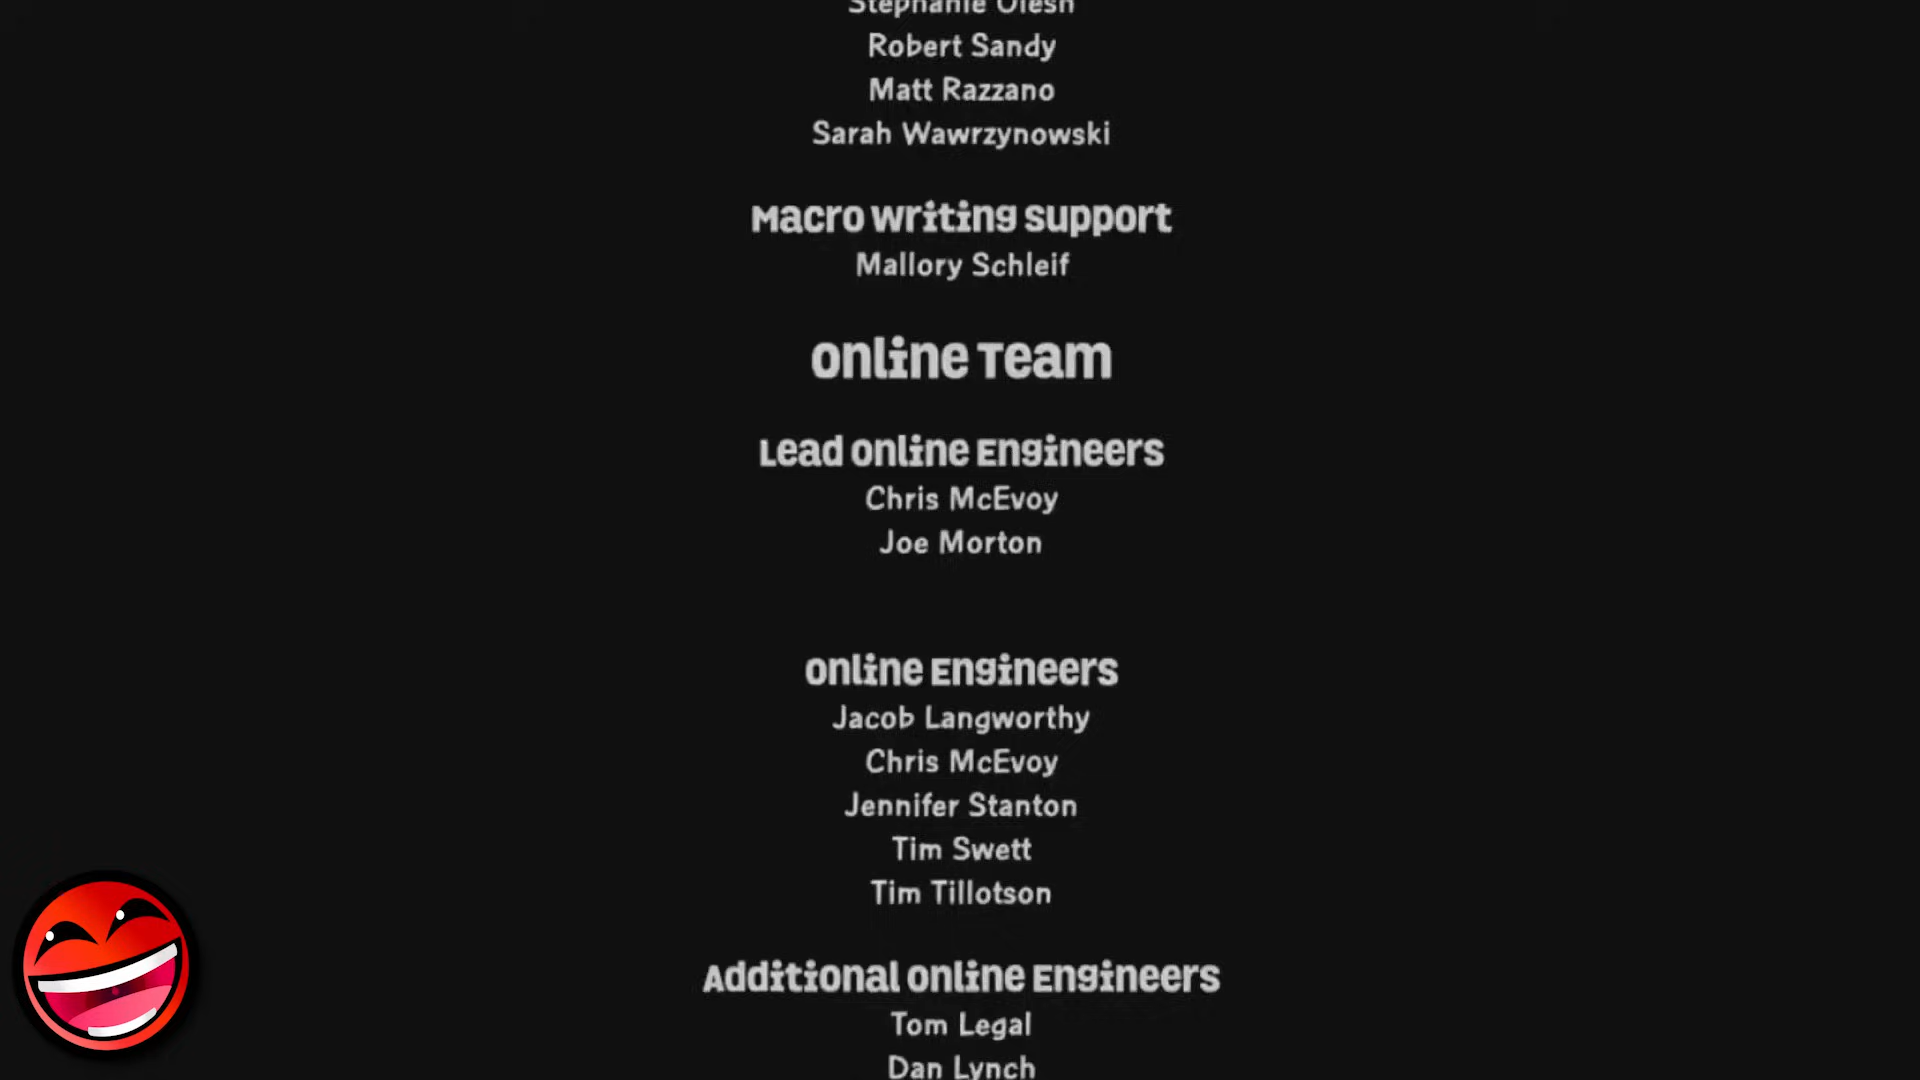 Stephanie Olesh
Robert Sandy
Matt Razzano
Sarah Wawrzynowski
Macro Writing Support
Mallory Schleif
Online Team
Lead Online Engineers
Chris McEvoy
Joe Morton
Online Engineers
Jacob Langworthy
Chris McEvoy
Jennifer Stanton
Tim Swett
Tim Tillotson
Additional Online Engineers
Tom Legal
Dan Lynch